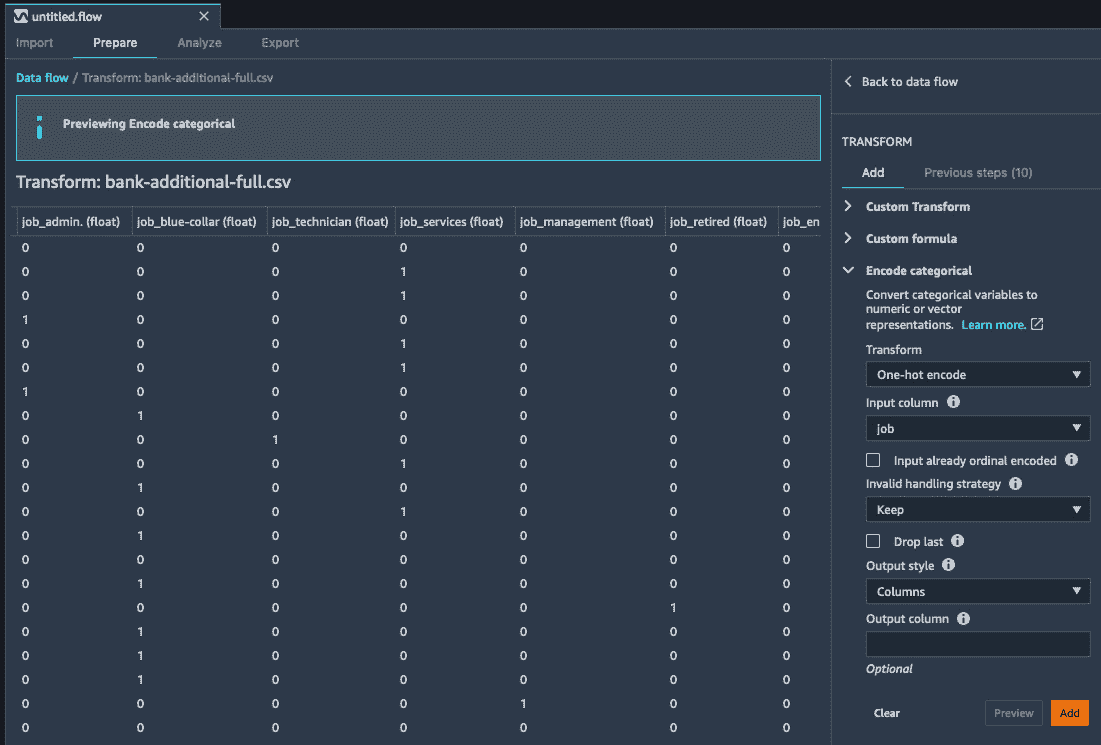 untitled.flow
Import Prepare Analyze Export
Data flow / Transform: bank-additional-full.csv
Previewing Encode categorical
Transform: bank-additional-full.csv
job_admin. (float) job_blue-collar (float) job_technician (float) job_services (float) job_management (float) job_retired (float) job_en
0 0 0 0 0 0 0
0 0 0 1 0 0 0
0 0 0 1 0 0 0
1 0 0 0 0 0 0
0 0 0 1 0 0 0
0 0 0 1 0 0 0
1 0 0 0 0 0 0
0 1 0 0 0 0 0
0 0 1 0 0 0 0
0 0 0 1 0 0 0
0 1 0 0 0 0 0
0 0 0 1 0 0 0
0 1 0 0 0 0 0
0 0 0 0 0 0 0
0 1 0 0 0 0 0
0 0 0 0 0 1 0
0 1 0 0 0 0 0
0 1 0 0 0 0 0
0 1 0 0 0 0 0
0 0 0 0 1 0 0
0 0 0 0 0 0 0
Back to data flow
TRANSFORM
Add Previous steps (10)
Custom Transform
Custom formula
Encode categorical
Convert categorical variables to
numeric or vector
representations. Learn more.
Transform
One-hot encode
Input column
job
Input already ordinal encoded
Invalid handling strategy
Keep
Drop last
Output style
Columns
Output column
Optional
Clear Preview Add